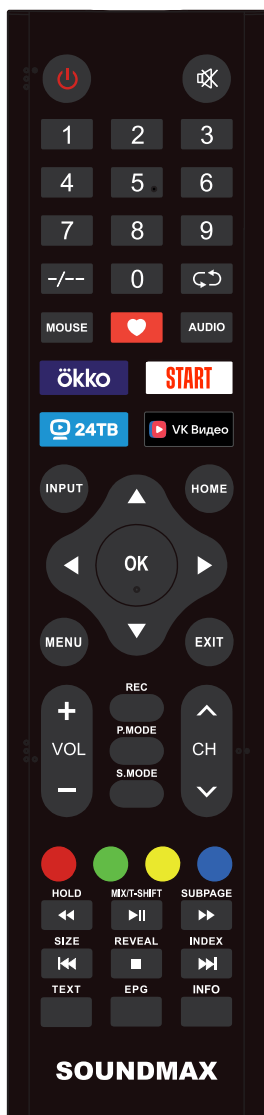 1 2 3
4 5 6
7 8 9
-/-- 0
MOUSE AUDIO
ökko START
24ТВ VK Видео
INPUT HOME
OK
MENU EXIT
REC
+
VOL P.MODE CH
−
S.MODE
HOLD MIX/T-SHIFT SUBPAGE
SIZE REVEAL INDEX
TEXT EPG INFO
SOUNDMAX